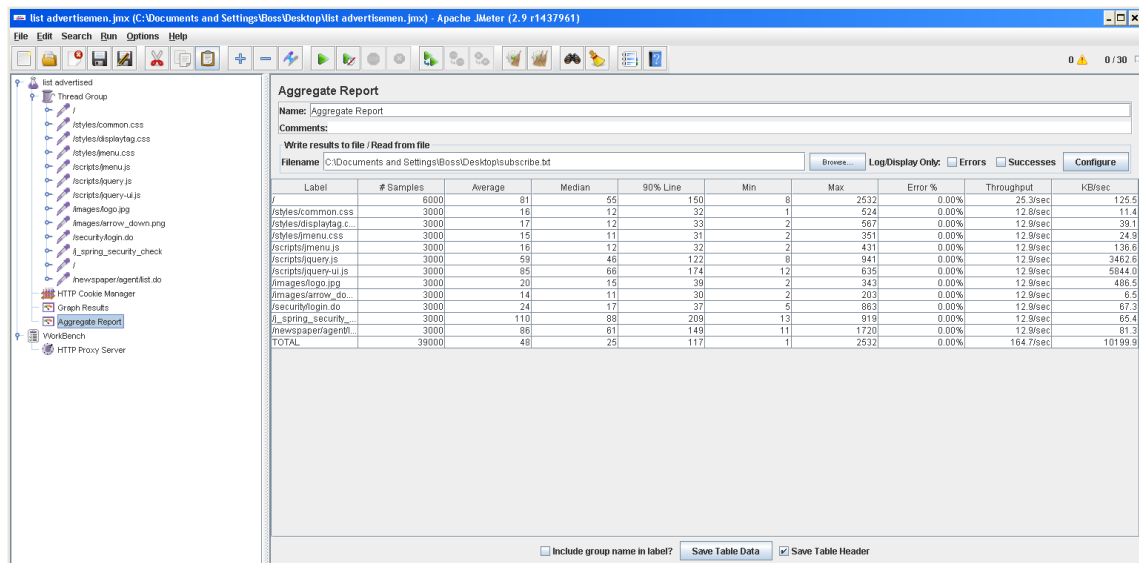 list advertisemen.jmx (C:\Documents and Settings\Boss\Desktop\list advertisemen.jmx) - Apache JMeter (2.9 r1437961)
File Edit Search Run Options Help
0 0 / 30
list advertised
Thread Group
/
/styles/common.css
/styles/displaytag.css
/styles/jmenu.css
/scripts/jmenu.js
/scripts/jquery.js
/scripts/jquery-ui.js
/images/logo.jpg
/images/arrow_down.png
/security/login.do
/j_spring_security_check
/
/newspaper/agent/list.do
HTTP Cookie Manager
Graph Results
Aggregate Report
WorkBench
HTTP Proxy Server
Aggregate Report
Name: Aggregate Report
Comments:
Write results to file / Read from file
Filename C:\Documents and Settings\Boss\Desktop\subscribe.txt Browse... Log/Display Only: Errors Successes Configure
Label # Samples Average Median 90% Line Min Max Error % Throughput KB/sec
/ 6000 81 55 150 8 2532 0.00% 25.3/sec 125.5
/styles/common.css 3000 16 12 32 1 524 0.00% 12.8/sec 11.4
/styles/displaytag.c... 3000 17 12 33 2 567 0.00% 12.9/sec 39.1
/styles/jmenu.css 3000 15 11 31 2 351 0.00% 12.9/sec 24.9
/scripts/jmenu.js 3000 16 12 32 2 431 0.00% 12.9/sec 136.6
/scripts/jquery.js 3000 59 46 122 8 941 0.00% 12.9/sec 3462.6
/scripts/jquery-ui.js 3000 85 66 174 12 635 0.00% 12.9/sec 5844.0
/images/logo.jpg 3000 20 15 39 2 343 0.00% 12.9/sec 486.5
/images/arrow_do... 3000 14 11 30 2 203 0.00% 12.9/sec 6.5
/security/login.do 3000 24 17 37 5 863 0.00% 12.9/sec 67.3
/j_spring_security_... 3000 110 88 209 13 919 0.00% 12.9/sec 65.4
/newspaper/agent/l... 3000 86 61 149 11 1720 0.00% 12.9/sec 81.3
TOTAL 39000 48 25 117 1 2532 0.00% 164.7/sec 10199.9
Include group name in label? Save Table Data Save Table Header